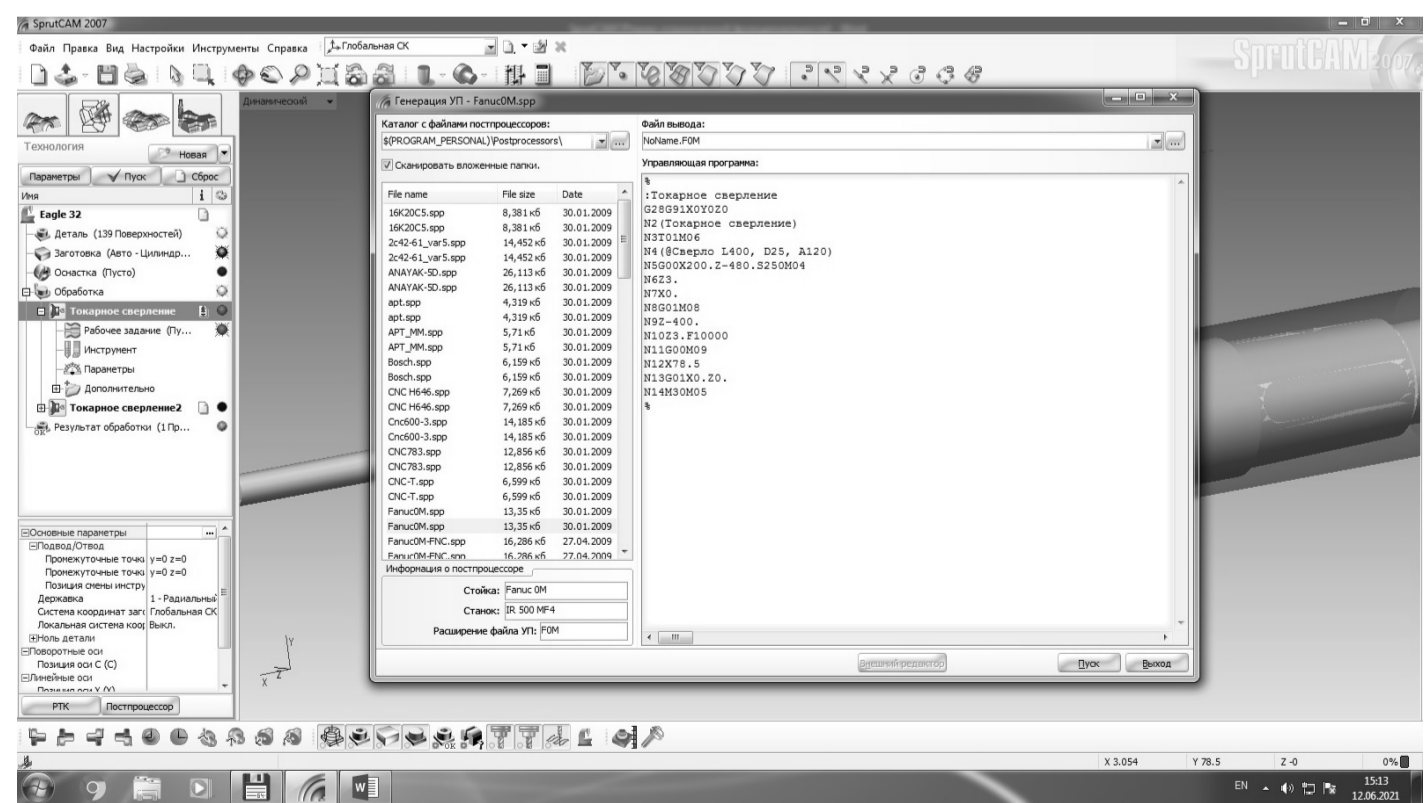 SprutCAM 2007
Файл Правка Вид Настройки Инструменты Справка Глобальная СК
SprutCAM 2007
Динамический
Технология
Новая
Параметры Пуск Сброс
Имя
Eagle 32
Деталь (139 Поверхностей)
Заготовка (Авто - Цилиндр...
Оснастка (Пусто)
Обработка
Токарное сверление
Рабочее задание (Пу...
Инструмент
Параметры
Дополнительно
Токарное сверление2
Результат обработки (1 Пр...
Основные параметры ...
Подвод/Отвод
Промежуточные точки y=0 z=0
Промежуточные точки y=0 z=0
Позиция смены инстру
Державка 1 - Радиальный
Система координат заго Глобальная СК
Локальная система коор Выкл.
Ноль детали
Поворотные оси
Позиция оси C (C)
Линейные оси
Позиция оси X (X)
РТК Постпроцессор
Генерация УП - Fanuc0M.spp
Каталог с файлами постпроцессоров:
$(PROGRAM_PERSONAL)\Postprocessors\ ...
Сканировать вложенные папки.
File name File size Date
16K20C5.spp 8,381 кб 30.01.2009
16K20C5.spp 8,381 кб 30.01.2009
2c42-61_var5.spp 14,452 кб 30.01.2009
2c42-61_var5.spp 14,452 кб 30.01.2009
ANAYAK-5D.spp 26,113 кб 30.01.2009
ANAYAK-5D.spp 26,113 кб 30.01.2009
apt.spp 4,319 кб 30.01.2009
apt.spp 4,319 кб 30.01.2009
APT_MM.spp 5,71 кб 30.01.2009
APT_MM.spp 5,71 кб 30.01.2009
Bosch.spp 6,159 кб 30.01.2009
Bosch.spp 6,159 кб 30.01.2009
CNC H646.spp 7,269 кб 30.01.2009
CNC H646.spp 7,269 кб 30.01.2009
Cnc600-3.spp 14,185 кб 30.01.2009
Cnc600-3.spp 14,185 кб 30.01.2009
CNC783.spp 12,856 кб 30.01.2009
CNC783.spp 12,856 кб 30.01.2009
CNC-T.spp 6,599 кб 30.01.2009
CNC-T.spp 6,599 кб 30.01.2009
Fanuc0M.spp 13,35 кб 30.01.2009
Fanuc0M.spp 13,35 кб 30.01.2009
Fanuc0M-FNC.spp 16,286 кб 27.04.2009
Fanuc0M-FNC.spp 16,286 кб 27.04.2009
Информация о постпроцессоре
Стойка: Fanuc 0M
Станок: IR 500 MF4
Расширение файла УП: F0M
Файл вывода:
NoName.F0M ...
Управляющая программа:
%
:Токарное сверление
G28G91X0Y0Z0
N2(Токарное сверление)
N3T01M06
N4(@Сверло L400, D25, A120)
N5G00X200.Z-480.S250M04
N6Z3.
N7X0.
N8G01M08
N9Z-400.
N10Z3.F10000
N11G00M09
N12X78.5
N13G01X0.Z0.
N14M30M05
%
Внешний редактор Пуск Выход
Y
X Z
X 3.054 Y 78.5 Z -0 0%
EN 15:13
12.06.2021